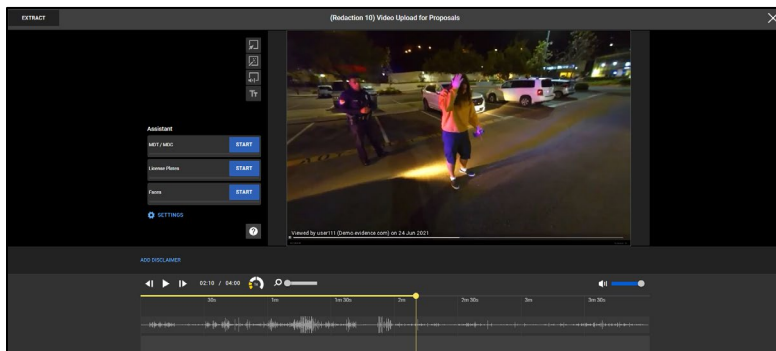 EXTRACT
(Redaction 10) Video Upload for Proposals
Tт
Assistant
MDT / MGC
START
License Plates
START
Faces
START
SETTINGS
?
Viewed by user111 (Demo.evidence.com) on 24 Jun 2021
ADD DISCLAIMER
02:10 / 04:00
30s 1m 1m 30s 2m 2m 30s 3m 3m 30s